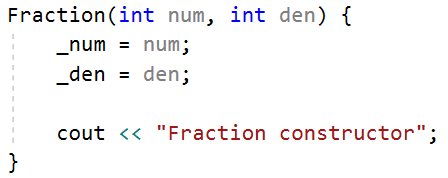 Fraction(int num, int den) {
    _num = num;
    _den = den;

    cout << "Fraction constructor";
}